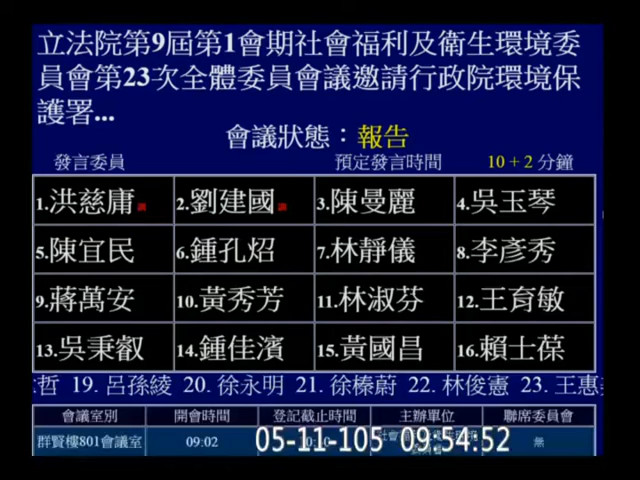 立法院第9屆第1會期社會福利及衛生環境委
員會第23次全體委員會議邀請行政院環境保
護署...
會議狀態：報告
發言委員 預定發言時間 10 + 2 分鐘
1.洪慈庸 2.劉建國 3.陳曼麗 4.吳玉琴
5.陳宜民 6.鍾孔炤 7.林靜儀 8.李彥秀
9.蔣萬安 10.黃秀芳 11.林淑芬 12.王育敏
13.吳秉叡 14.鍾佳濱 15.黃國昌 16.賴士葆
哲 19. 呂孫綾 20. 徐永明 21. 徐榛蔚 22. 林俊憲 23. 王惠
會議室別 開會時間 登記截止時間 主辦單位 聯席委員會
群賢樓801會議室 09:02 無
05-11-105 09:54:52